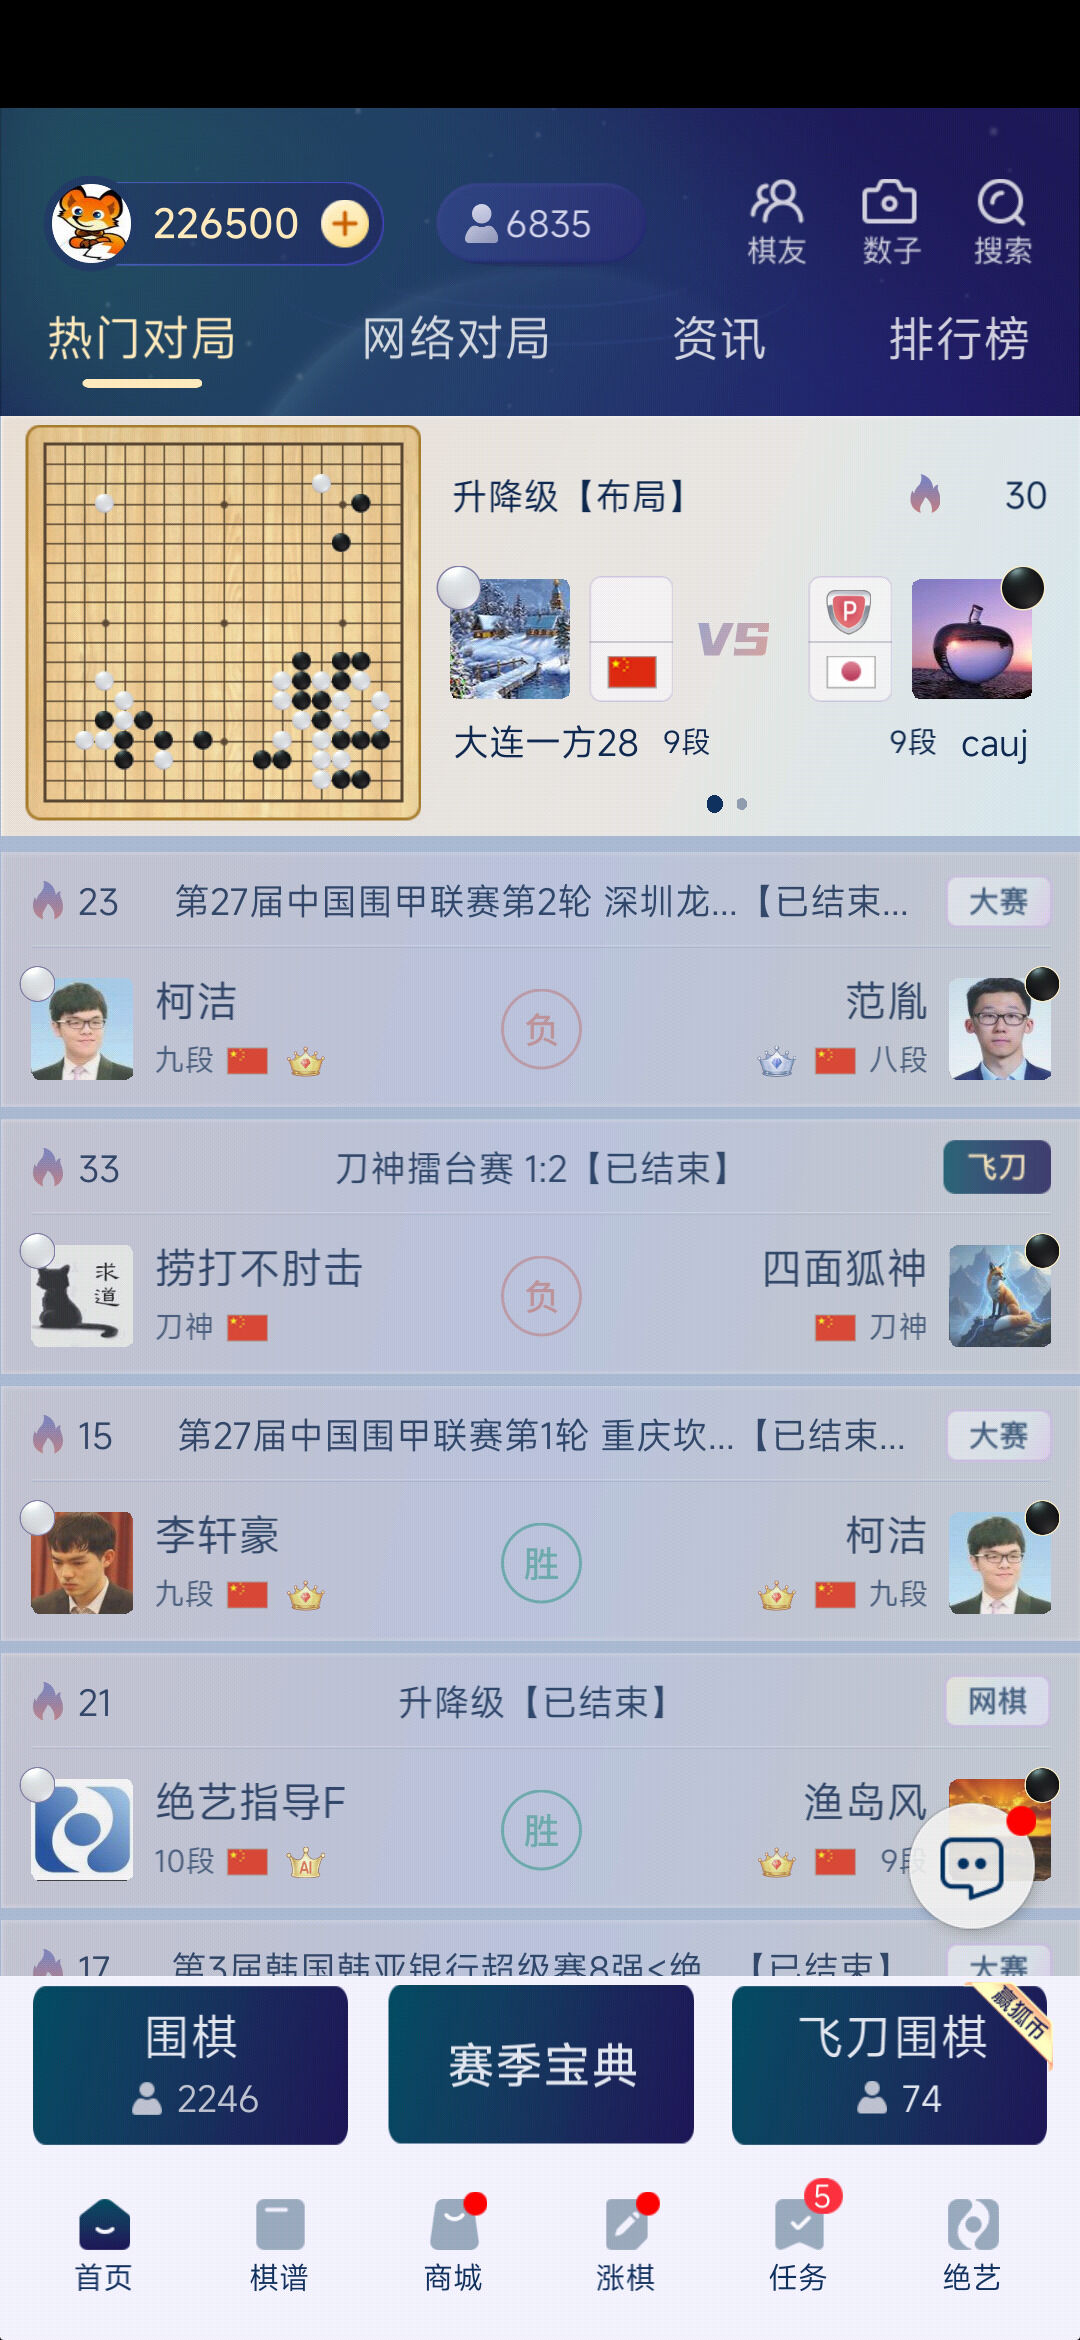 226500
6835
棋友
数子
搜索
热门对局
网络对局
资讯
排行榜
升降级【布局】
30
P
VS
大连一方28 9段
9段 cauj
23
第27届中国围甲联赛第2轮 深圳龙...【已结束...
大赛
柯洁
九段
负
范胤
八段
33
刀神擂台赛 1:2【已结束】
飞刀
求道
捞打不肘击
刀神
负
四面狐神
刀神
15
第27届中国围甲联赛第1轮 重庆坎...【已结束...
大赛
李轩豪
九段
胜
柯洁
九段
21
升降级【已结束】
网棋
绝艺指导F
10段
AI
胜
渔岛风
9段
17
第3届韩国韩亚银行超级赛8强<绝...【已结束】
大赛
围棋
2246
赛季宝典
飞刀围棋
74
赢狐币
首页
棋谱
商城
涨棋
5
任务
绝艺